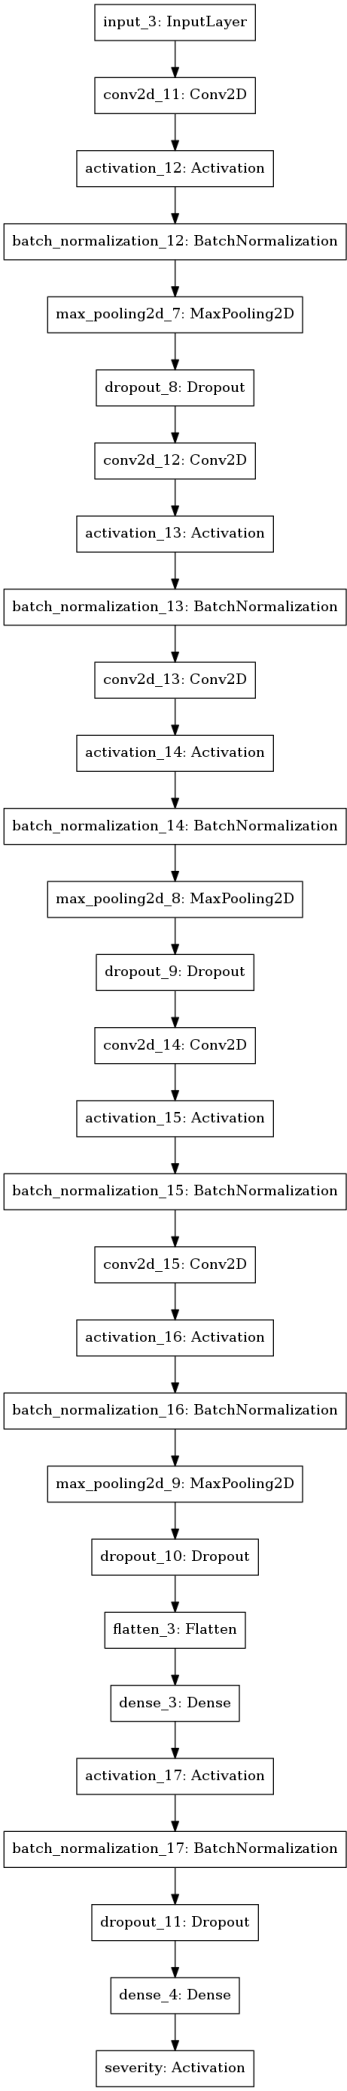 input_3: InputLayer
conv2d_11: Conv2D
activation_12: Activation
batch_normalization_12: BatchNormalization
max_pooling2d_7: MaxPooling2D
dropout_8: Dropout
conv2d_12: Conv2D
activation_13: Activation
batch_normalization_13: BatchNormalization
conv2d_13: Conv2D
activation_14: Activation
batch_normalization_14: BatchNormalization
max_pooling2d_8: MaxPooling2D
dropout_9: Dropout
conv2d_14: Conv2D
activation_15: Activation
batch_normalization_15: BatchNormalization
conv2d_15: Conv2D
activation_16: Activation
batch_normalization_16: BatchNormalization
max_pooling2d_9: MaxPooling2D
dropout_10: Dropout
flatten_3: Flatten
dense_3: Dense
activation_17: Activation
batch_normalization_17: BatchNormalization
dropout_11: Dropout
dense_4: Dense
severity: Activation